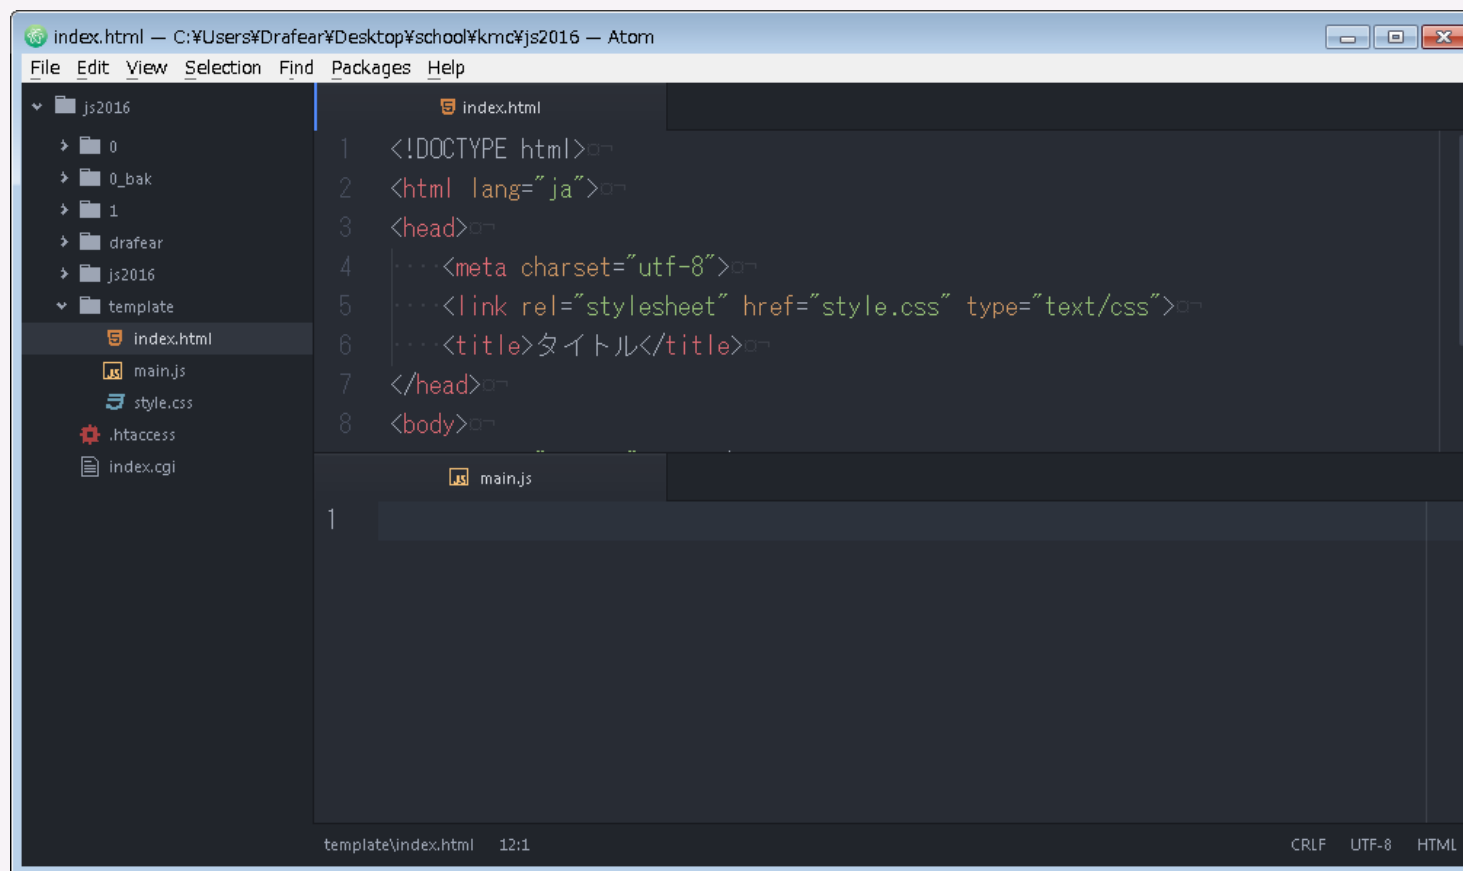 index.html — C:¥Users¥Drafear¥Desktop¥school¥kmc¥js2016 — Atom
File Edit View Selection Find Packages Help
js2016
0
0_bak
1
drafear
js2016
template
index.html
main.js
style.css
.htaccess
index.cgi
index.html
1 <!DOCTYPE html>
2 <html lang="ja">
3 <head>
4 <meta charset="utf-8">
5 <link rel="stylesheet" href="style.css" type="text/css">
6 <title>タイトル</title>
7 </head>
8 <body>
main.js
1
template\index.html 12:1
CRLF UTF-8 HTML